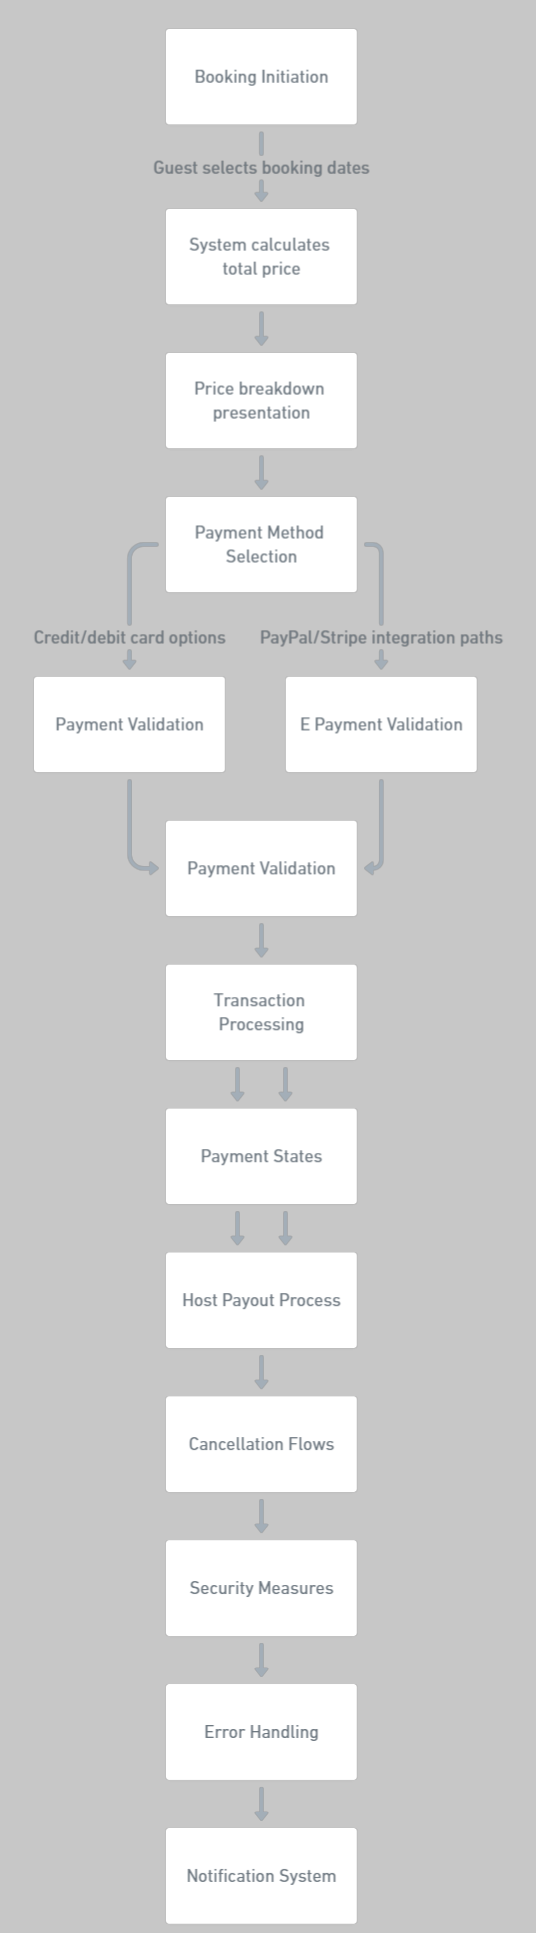 Booking Initiation
Guest selects booking dates
System calculates
total price
Price breakdown
presentation
Payment Method
Selection
Credit/debit card options
PayPal/Stripe integration paths
Payment Validation
E Payment Validation
Payment Validation
Transaction
Processing
Payment States
Host Payout Process
Cancellation Flows
Security Measures
Error Handling
Notification System